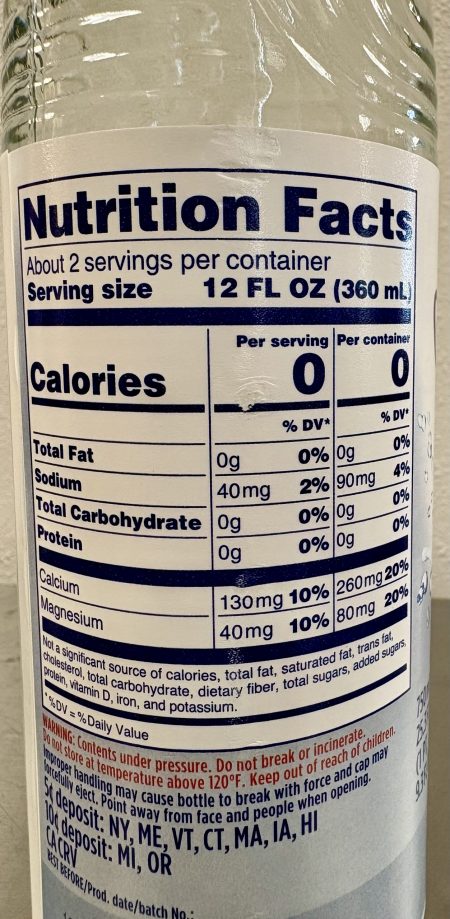 Nutrition Facts
About 2 servings per container
Serving size 12 FL OZ (360 mL)
Per serving Per container
Calories 0 0
% DV* % DV*
Total Fat 0g 0% 0g 0%
Sodium 40mg 2% 90mg 4%
Total Carbohydrate 0g 0% 0g 0%
Protein 0g 0% 0g 0%
Calcium 130mg 10% 260mg 20%
Magnesium 40mg 10% 80mg 20%
Not a significant source of calories, total fat, saturated fat, trans fat,
cholesterol, total carbohydrate, dietary fiber, total sugars, added sugars,
protein, vitamin D, iron, and potassium.
*%DV = %Daily Value
WARNING: Contents under pressure. Do not break or incinerate.
Do not store at temperature above 120°F. Keep out of reach of children.
Improper handling may cause bottle to break with force and cap may
forcefully eject. Point away from face and people when opening.
5¢ deposit: NY, ME, VT, CT, MA, IA, HI
10¢ deposit: MI, OR
CA CRV
BEST BEFORE/Prod. date/batch No.: